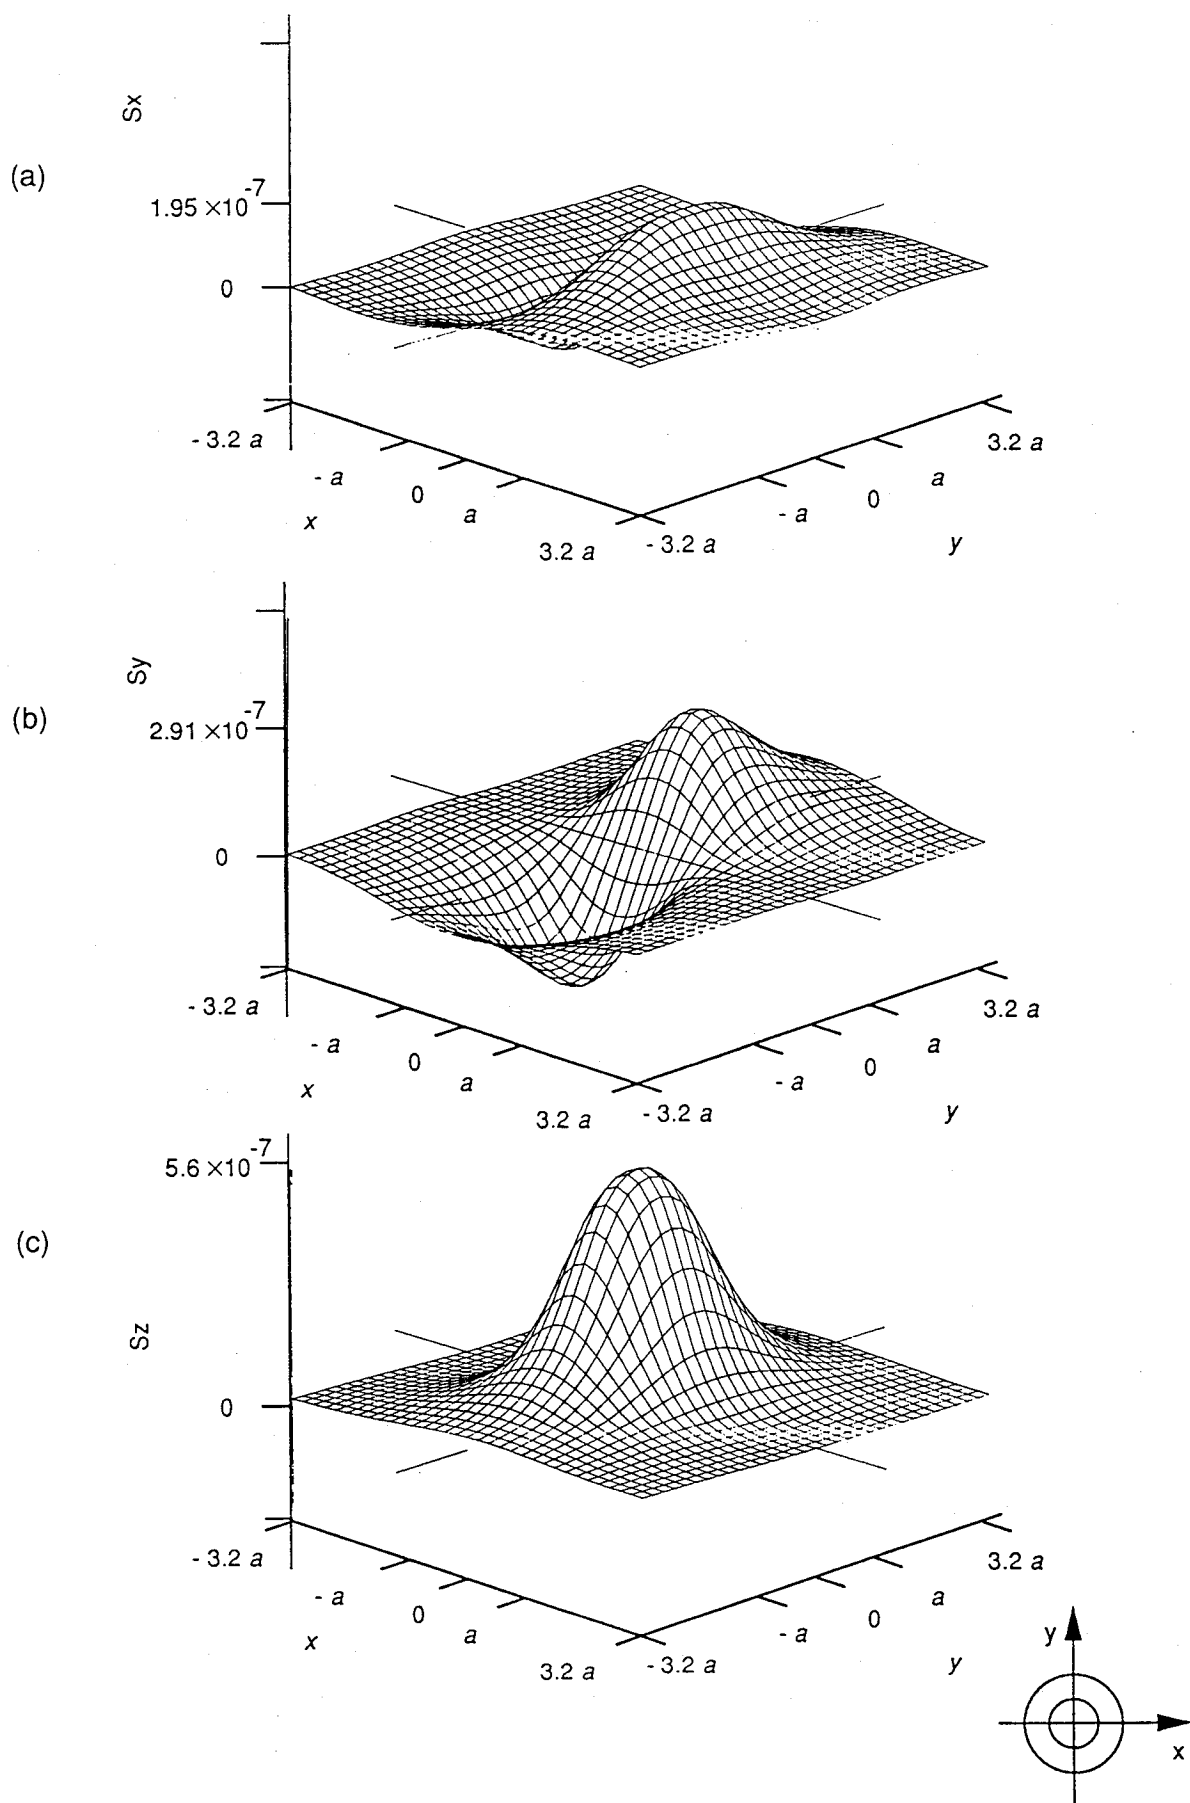 (a)
Sx
1.95 ×10⁻⁷
0
- 3.2 a
- a
0
a
3.2 a
x
- 3.2 a
- a
0
a
3.2 a
y
(b)
Sy
2.91 ×10⁻⁷
0
- 3.2 a
- a
0
a
3.2 a
x
- 3.2 a
- a
0
a
3.2 a
y
(c)
Sz
5.6 ×10⁻⁷
0
- 3.2 a
- a
0
a
3.2 a
x
- 3.2 a
- a
0
a
3.2 a
y
y
x